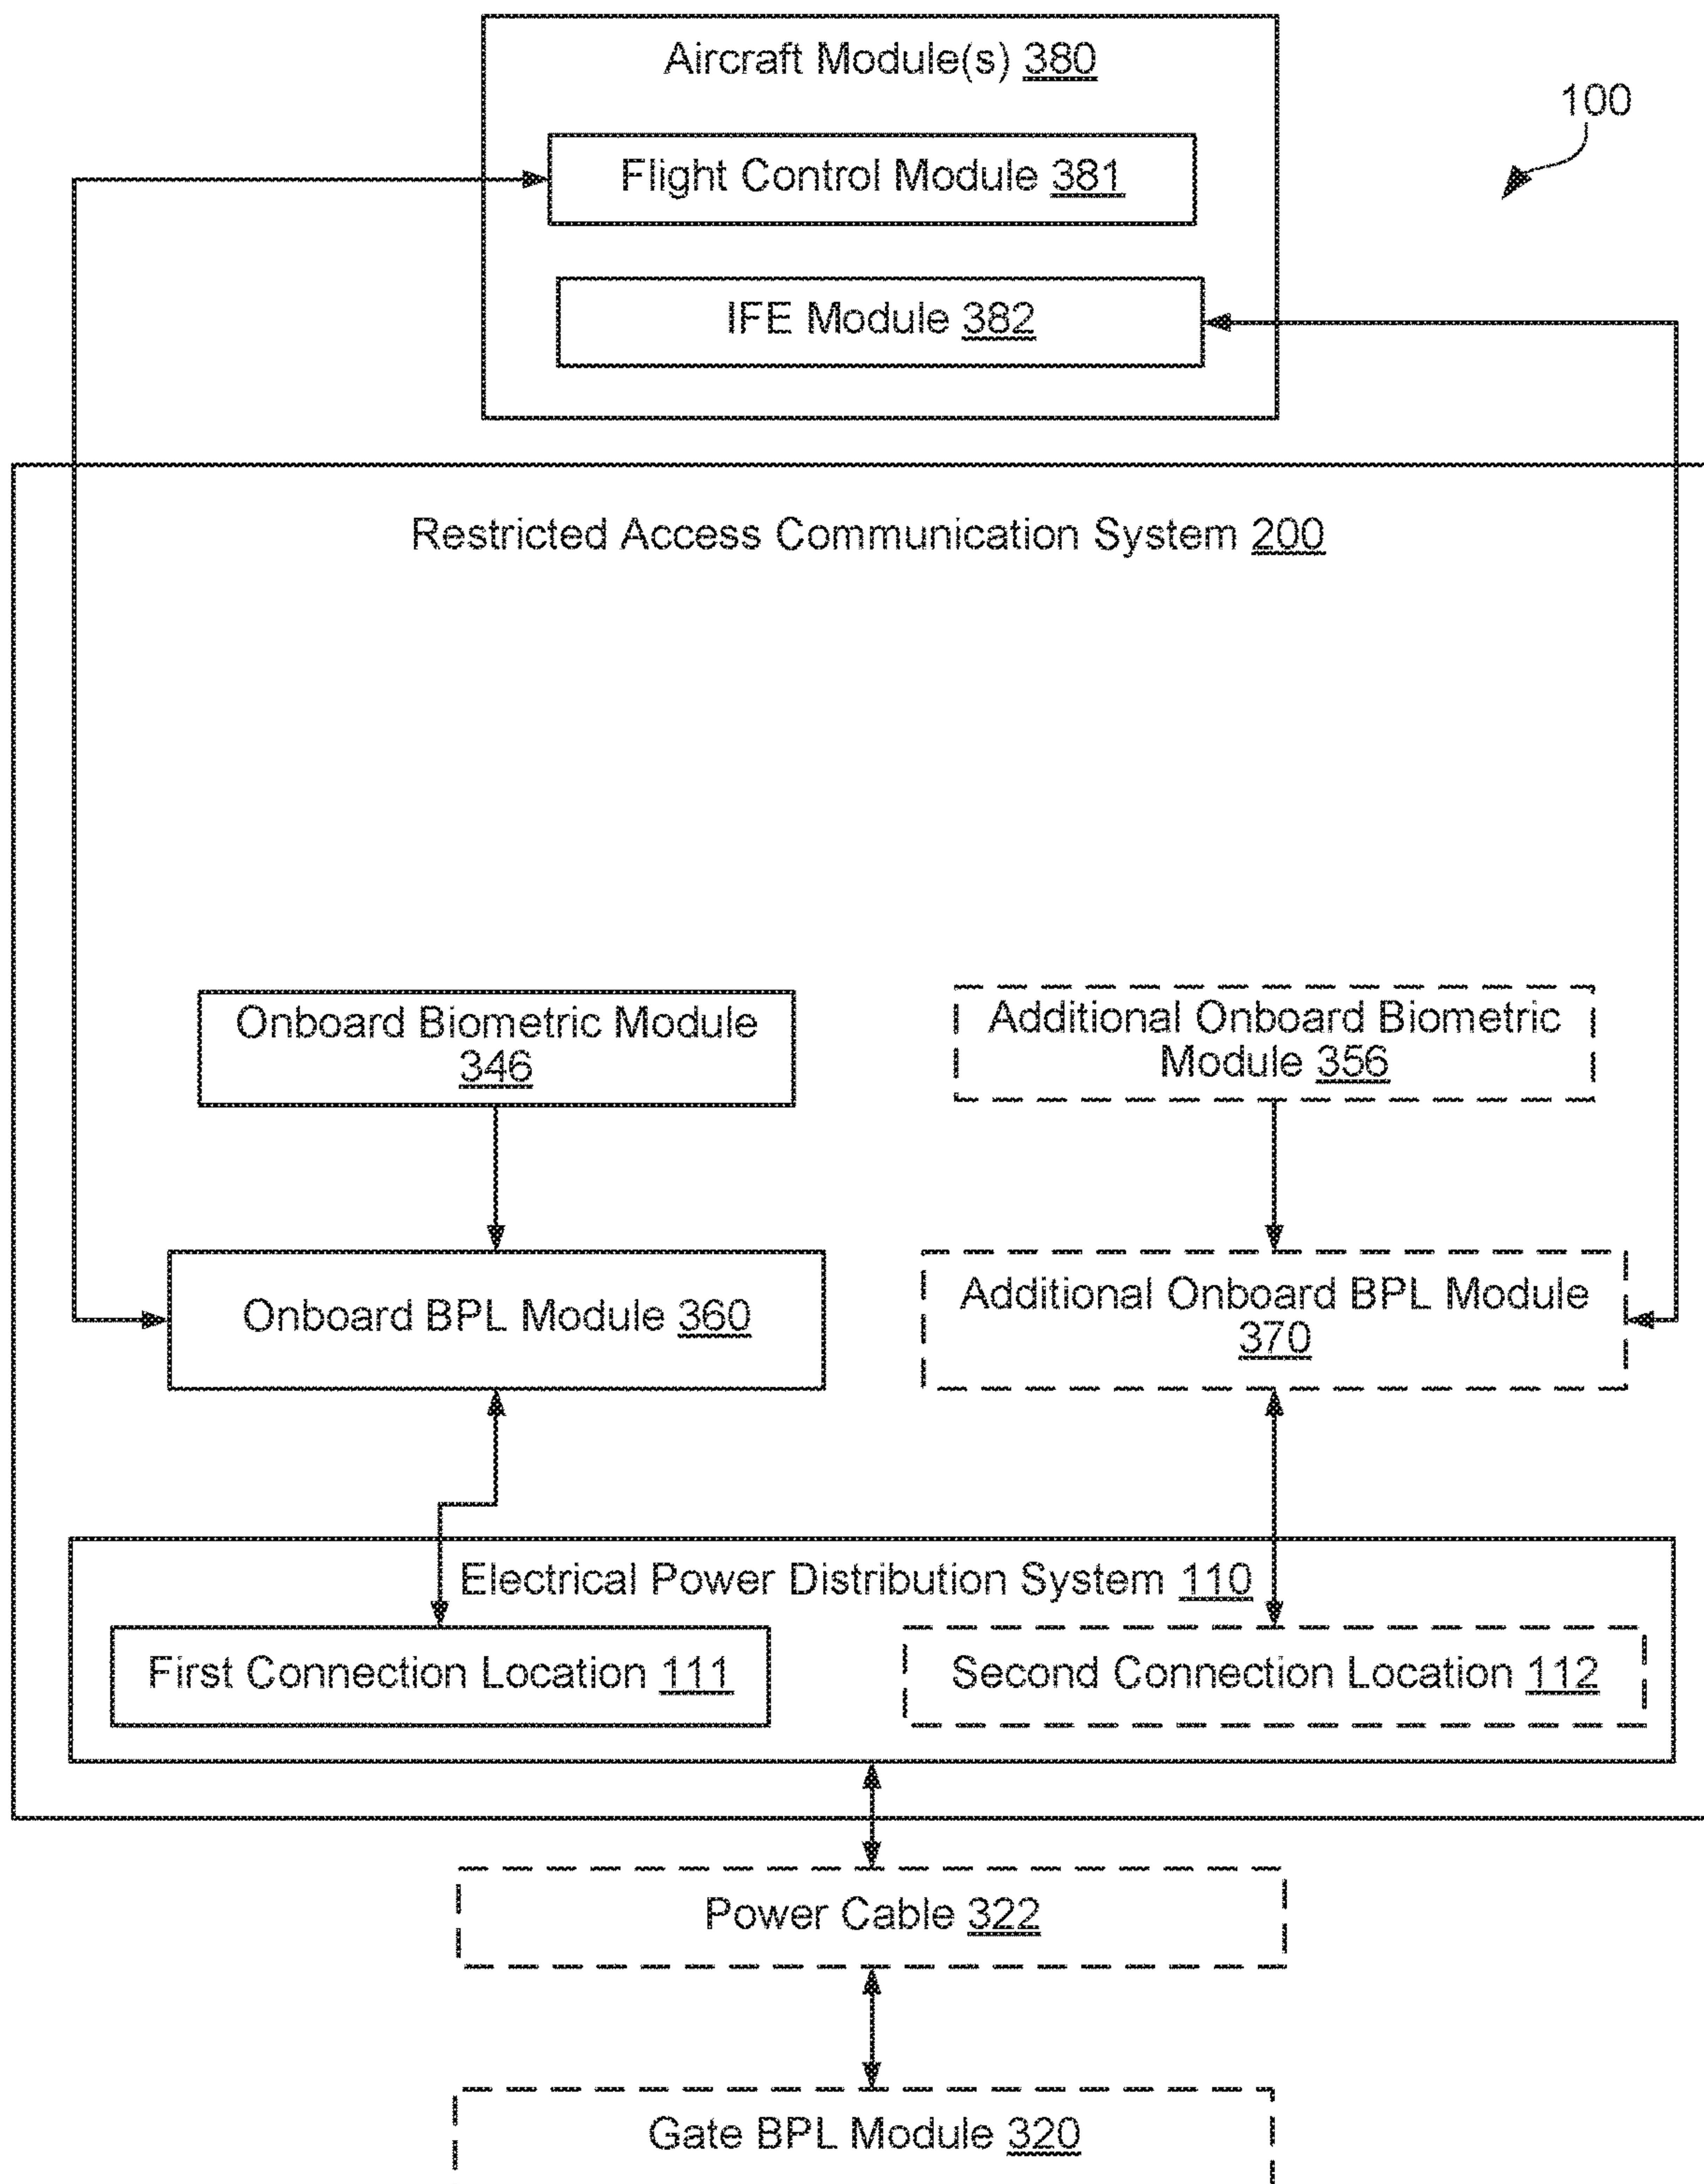 Aircraft Module(s) 380
100
Flight Control Module 381
IFE Module 382
Restricted Access Communication System 200
Onboard Biometric Module
346
Additional Onboard Biometric
Module 356
Onboard BPL Module 360
Additional Onboard BPL Module
370
Electrical Power Distribution System 110
First Connection Location 111
Second Connection Location 112
Power Cable 322
Gate BPL Module 320